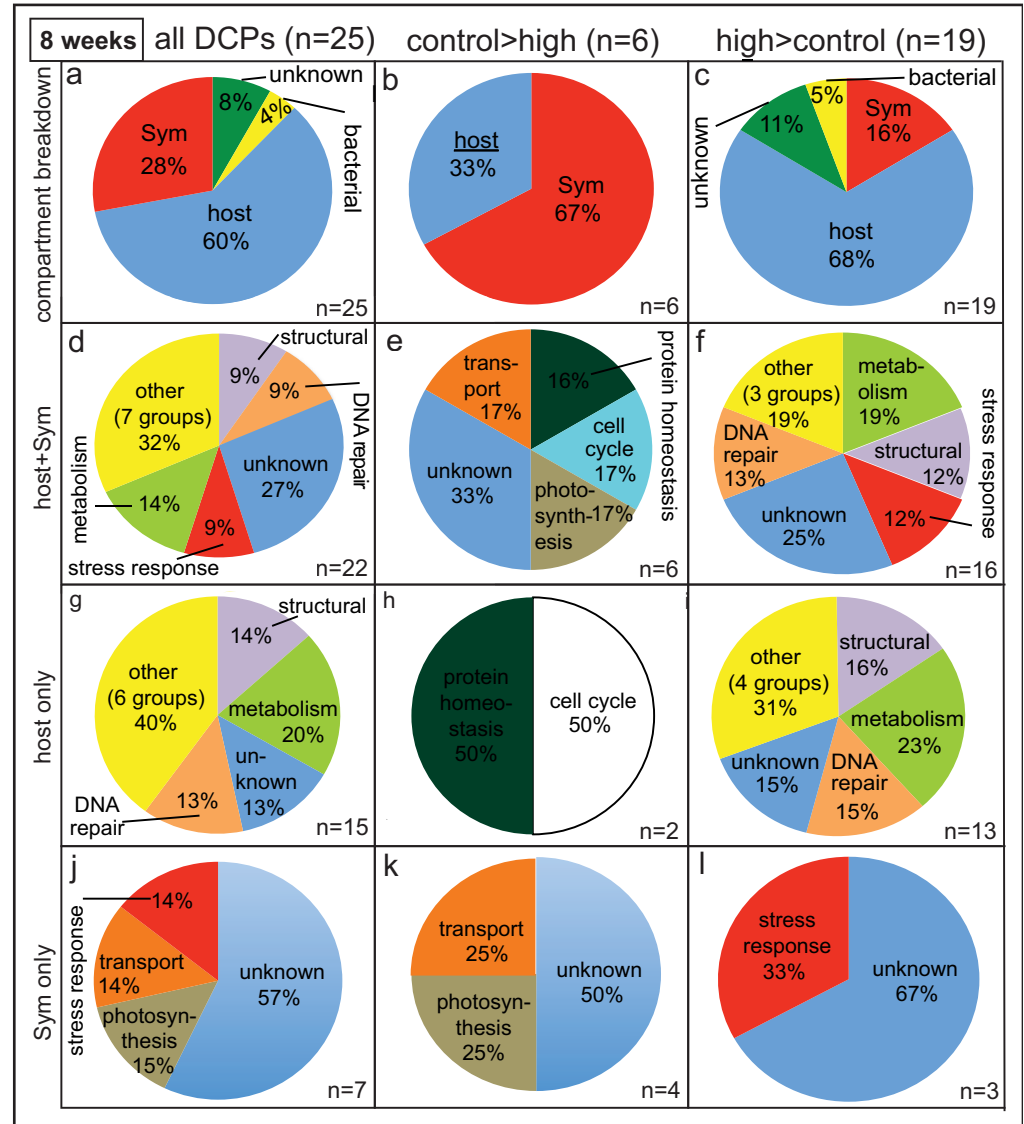 8 weeks
all DCPs (n=25)
control>high (n=6)
high>control (n=19)
compartment breakdown
a
unknown
8%
4%
bacterial
Sym
28%
host
60%
n=25
b
host
33%
Sym
67%
n=6
c
bacterial
5%
unknown
11%
Sym
16%
host
68%
n=19
host+Sym
d
structural
9%
9%
DNA repair
other
(7 groups)
32%
unknown
27%
metabolism
14%
9%
stress response
n=22
e
trans-
port
17%
16%
protein homeostasis
cell
cycle
17%
unknown
33%
photo-
synth-
esis
17%
n=6
f
other
(3 groups)
19%
metab-
olism
19%
stress response
DNA
repair
13%
structural
12%
unknown
25%
12%
n=16
host only
g
structural
14%
other
(6 groups)
40%
metabolism
20%
un-
known
13%
13%
DNA
repair
n=15
h
protein
homeo-
stasis
50%
cell cycle
50%
n=2
i
structural
16%
other
(4 groups)
31%
metabolism
23%
unknown
15%
DNA
repair
15%
n=13
Sym only
j
14%
stress response
transport
14%
unknown
57%
photosyn-
thesis
15%
n=7
k
transport
25%
unknown
50%
photosyn-
thesis
25%
n=4
l
stress
response
33%
unknown
67%
n=3